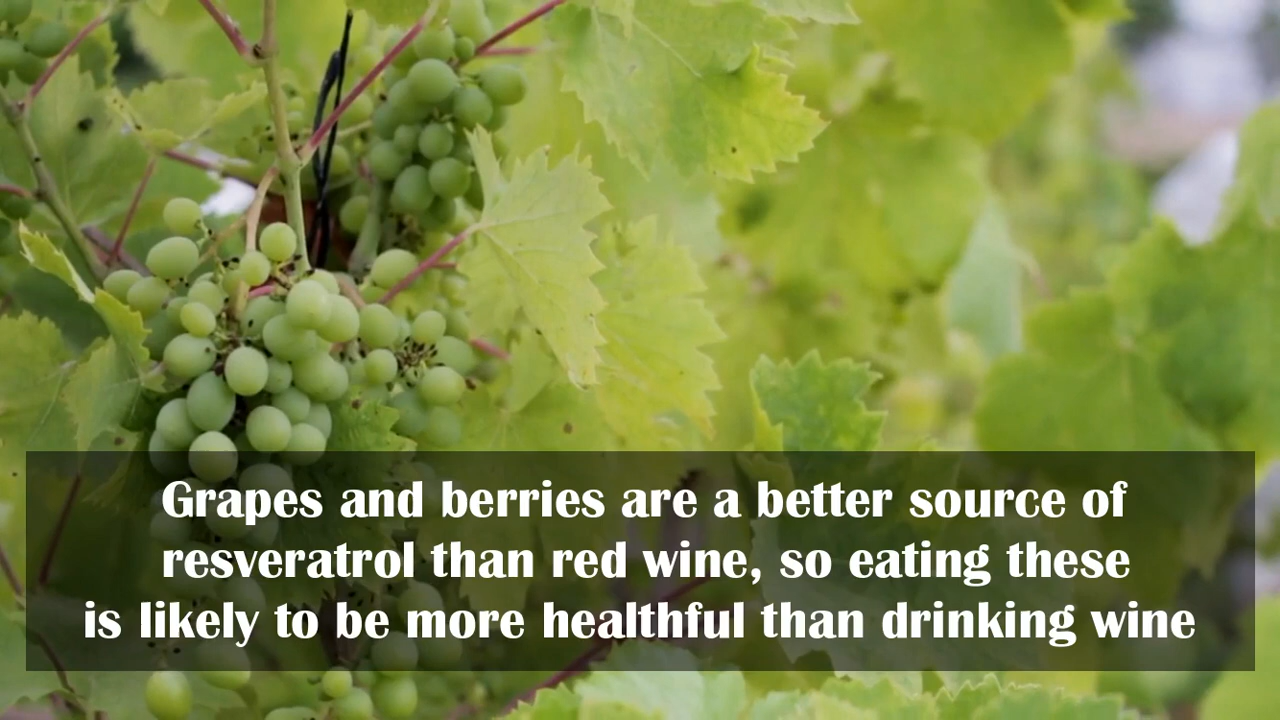 Grapes and berries are a better source of
resveratrol than red wine, so eating these
is likely to be more healthful than drinking wine